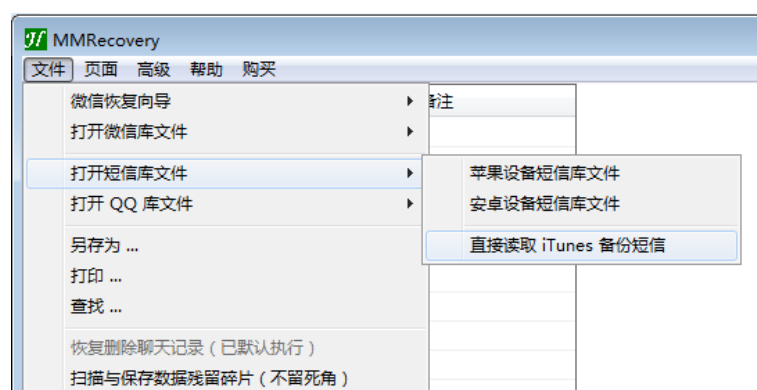 MMRecovery
文件 页面 高级 帮助 购买
微信恢复向导
注
打开微信库文件
打开短信库文件
苹果设备短信库文件
打开 QQ 库文件
安卓设备短信库文件
另存为 ...
直接读取 iTunes 备份短信
打印 ...
查找 ...
恢复删除聊天记录 ( 已默认执行 )
扫描与保存数据残留碎片 ( 不留死角 )